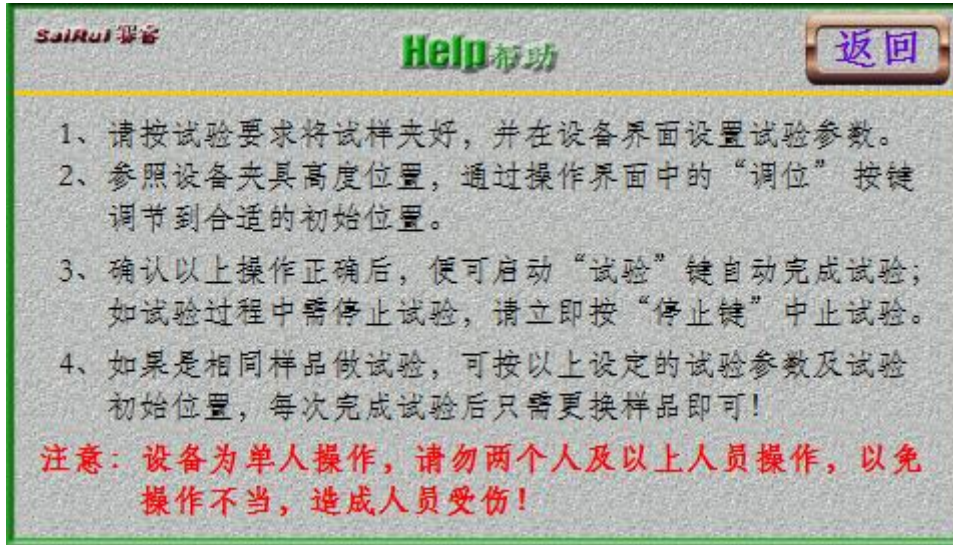 SaiRui 赛睿
Help帮助
返回
1、请按试验要求将试样夹好，并在设备界面设置试验参数。
2、参照设备夹具高度位置，通过操作界面中的“调位” 按键
调节到合适的初始位置。
3、确认以上操作正确后，便可启动“试验”键自动完成试验；
如试验过程中需停止试验，请立即按“停止键”中止试验。
4、如果是相同样品做试验，可按以上设定的试验参数及试验
初始位置，每次完成试验后只需更换样品即可！
注意：设备为单人操作，请勿两个人及以上人员操作，以免
操作不当，造成人员受伤！